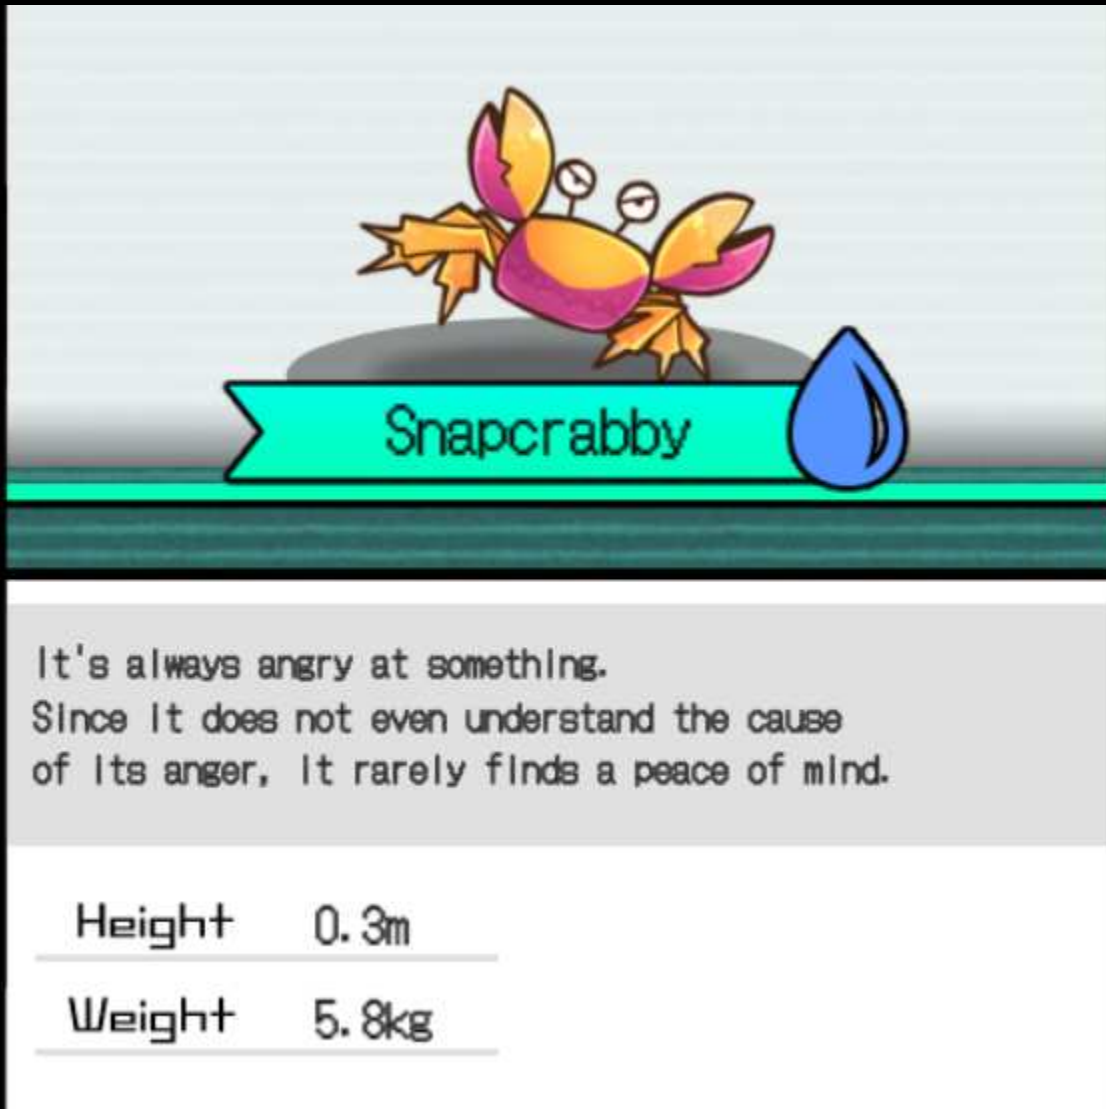 Snapcrabby
It's always angry at something.
Since it does not even understand the cause
of its anger, it rarely finds a peace of mind.
Height 0.3m
Weight 5.8kg